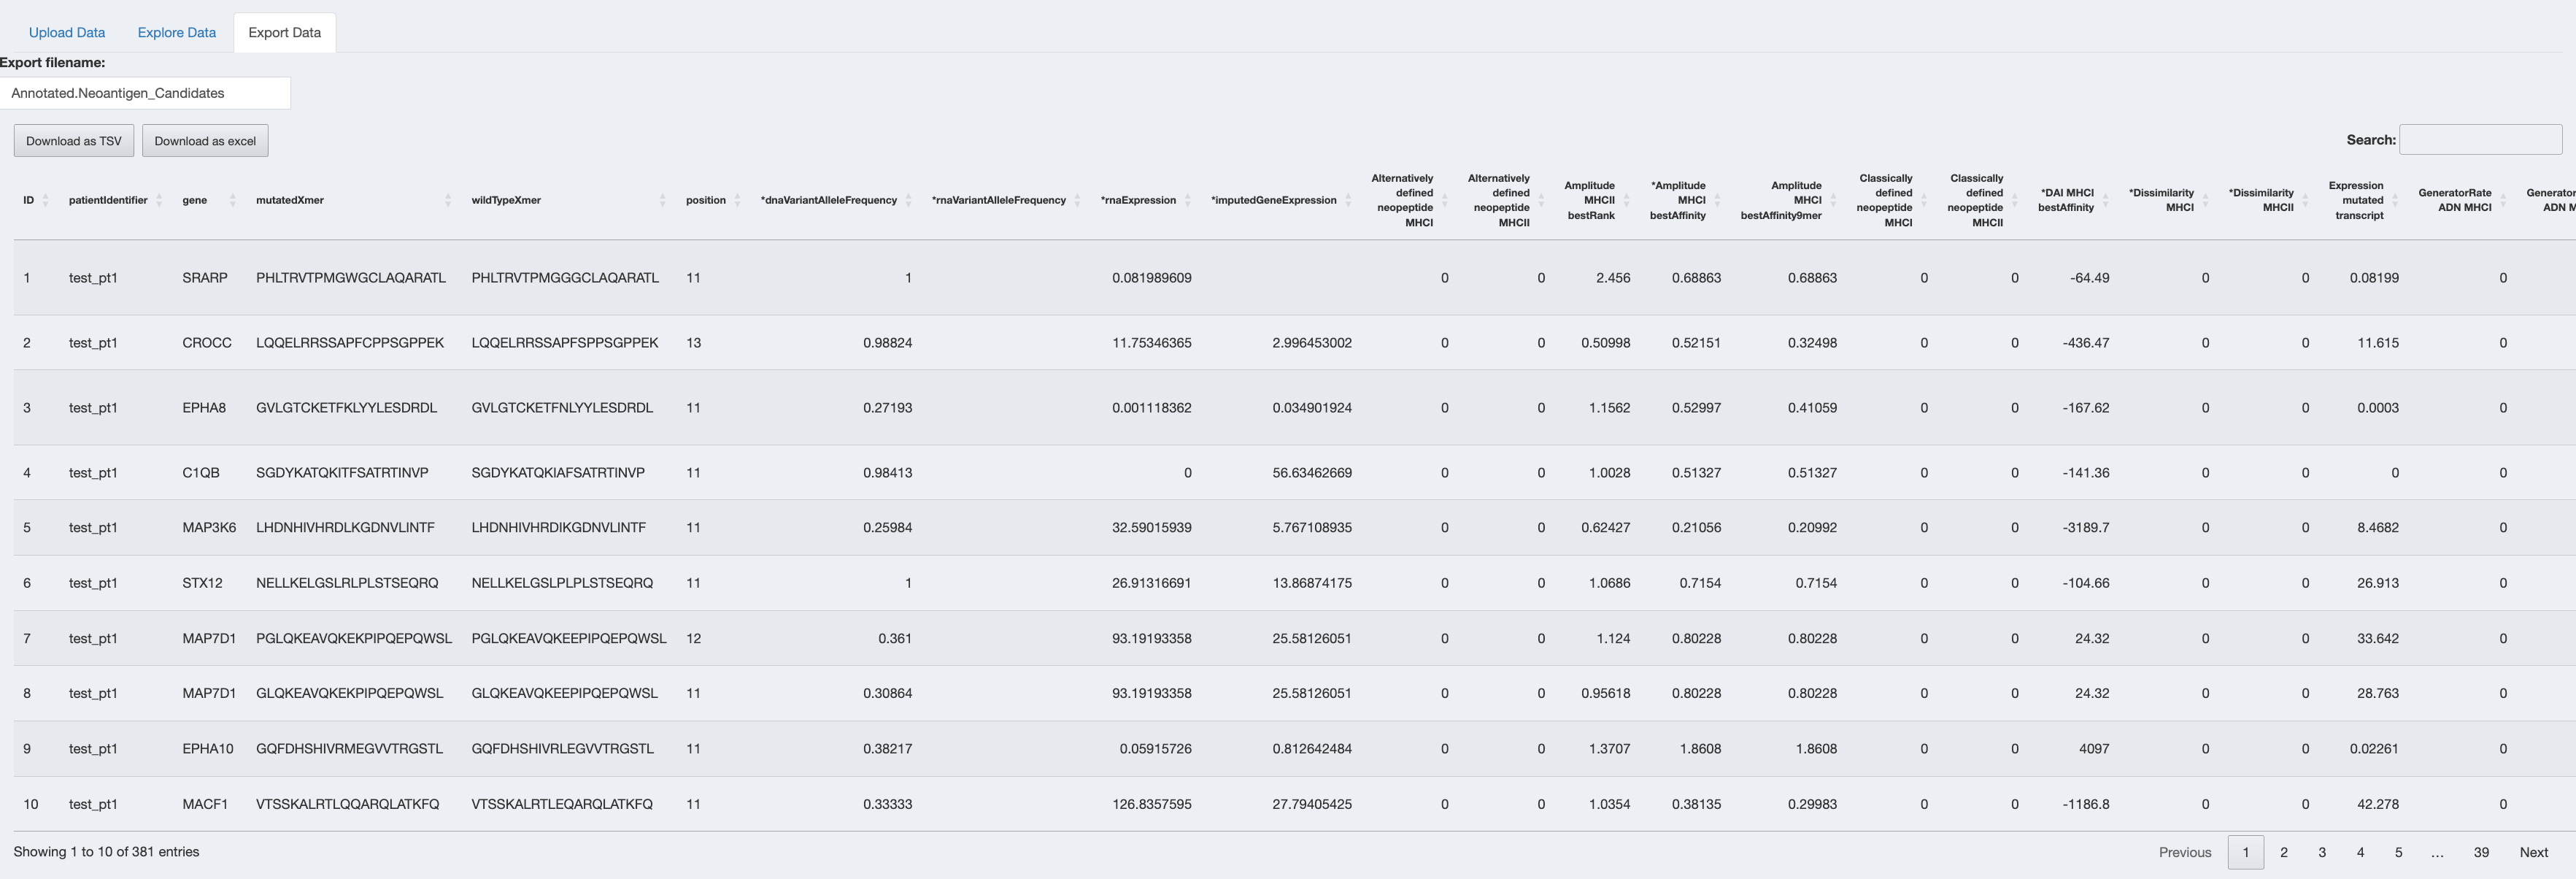 Upload Data Explore Data Export Data
Export filename:
Annotated.Neoantigen_Candidates
Download as TSV Download as excel Search:
ID patientIdentifier gene mutatedXmer wildTypeXmer position *dnaVariantAlleleFrequency *rnaVariantAlleleFrequency *rnaExpression *imputedGeneExpression Alternatively defined neopeptide MHCI Alternatively defined neopeptide MHCII Amplitude MHCII bestRank *Amplitude MHCI bestAffinity Amplitude MHCI bestAffinity9mer Classically defined neopeptide MHCI Classically defined neopeptide MHCII *DAI MHCI bestAffinity *Dissimilarity MHCI *Dissimilarity MHCII Expression mutated transcript GeneratorRate ADN MHCI Generator ADN M
1 test_pt1 SRARP PHLTRVTPMGWGCLAQARATL PHLTRVTPMGGGCLAQARATL 11 1 0.081989609 0 0 2.456 0.68863 0.68863 0 0 -64.49 0 0 0.08199 0
2 test_pt1 CROCC LQQELRRSSAPFCPPSGPPEK LQQELRRSSAPFSPPSGPPEK 13 0.98824 11.75346365 2.996453002 0 0 0.50998 0.52151 0.32498 0 0 -436.47 0 0 11.615 0
3 test_pt1 EPHA8 GVLGTCKETFKLYYLESDRDL GVLGTCKETFNLYYLESDRDL 11 0.27193 0.001118362 0.034901924 0 0 1.1562 0.52997 0.41059 0 0 -167.62 0 0 0.0003 0
4 test_pt1 C1QB SGDYKATQKITFSATRTINVP SGDYKATQKIAFSATRTINVP 11 0.98413 0 56.63462669 0 0 1.0028 0.51327 0.51327 0 0 -141.36 0 0 0 0
5 test_pt1 MAP3K6 LHDNHIVHRDLKGDNVLINTF LHDNHIVHRDIKGDNVLINTF 11 0.25984 32.59015939 5.767108935 0 0 0.62427 0.21056 0.20992 0 0 -3189.7 0 0 8.4682 0
6 test_pt1 STX12 NELLKELGSLRLPLSTSEQRQ NELLKELGSLPLPLSTSEQRQ 11 1 26.91316691 13.86874175 0 0 1.0686 0.7154 0.7154 0 0 -104.66 0 0 26.913 0
7 test_pt1 MAP7D1 PGLQKEAVQKEKPIPQEPQWSL PGLQKEAVQKEEPIPQEPQWSL 12 0.361 93.19193358 25.58126051 0 0 1.124 0.80228 0.80228 0 0 24.32 0 0 33.642 0
8 test_pt1 MAP7D1 GLQKEAVQKEKPIPQEPQWSL GLQKEAVQKEEPIPQEPQWSL 11 0.30864 93.19193358 25.58126051 0 0 0.95618 0.80228 0.80228 0 0 24.32 0 0 28.763 0
9 test_pt1 EPHA10 GQFDHSHIVRMEGVVTRGSTL GQFDHSHIVRLEGVVTRGSTL 11 0.38217 0.05915726 0.812642484 0 0 1.3707 1.8608 1.8608 0 0 4097 0 0 0.02261 0
10 test_pt1 MACF1 VTSSKALRTLQQARQLATKFQ VTSSKALRTLEQARQLATKFQ 11 0.33333 126.8357595 27.79405425 0 0 1.0354 0.38135 0.29983 0 0 -1186.8 0 0 42.278 0
Showing 1 to 10 of 381 entries Previous 1 2 3 4 5 … 39 Next